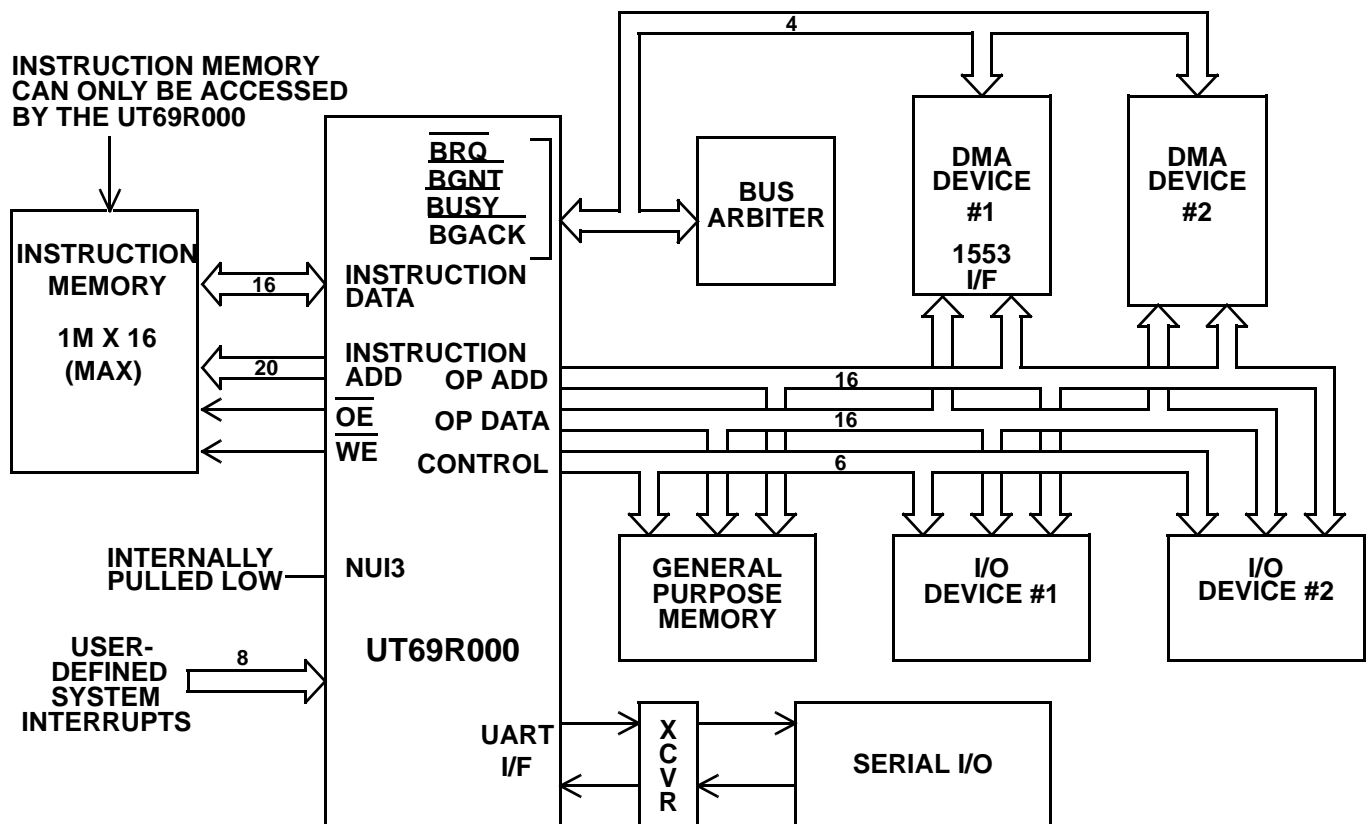 INSTRUCTION MEMORY
CAN ONLY BE ACCESSED
BY THE UT69R000
INSTRUCTION
MEMORY
1M X 16
(MAX)
16
20
BRQ
BGNT
BUSY
BGACK
INSTRUCTION
DATA
INSTRUCTION
ADD
OE
WE
OP ADD
OP DATA
CONTROL
NUI3
UT69R000
UART
I/F
INTERNALLY
PULLED LOW
USER-
DEFINED
SYSTEM
INTERRUPTS
8
4
BUS
ARBITER
DMA
DEVICE
#1
1553
I/F
DMA
DEVICE
#2
16
16
6
GENERAL
PURPOSE
MEMORY
I/O
DEVICE #1
I/O
DEVICE #2
X
C
V
R
SERIAL I/O